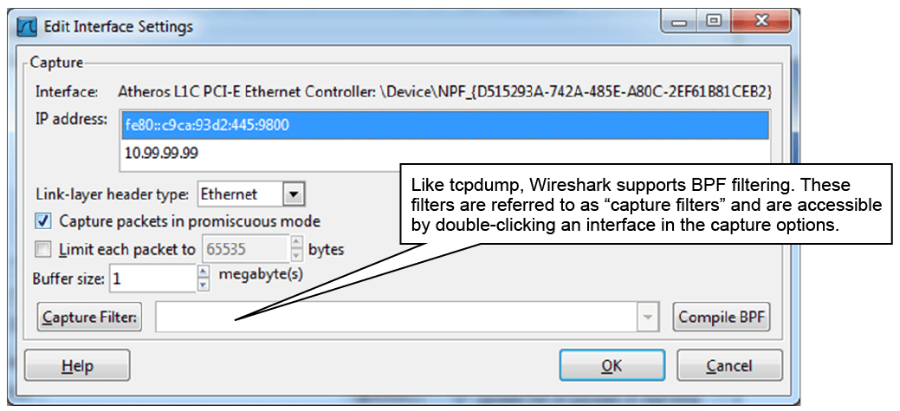 Edit Interface Settings
Capture
Interface: Atheros L1C PCI-E Ethernet Controller: \Device\NPF_{D515293A-742A-485E-A80C-2EF61B81CEB2}
IP address:
fe80::c9ca:93d2:445:9800
10.99.99.99
Link-layer header type: Ethernet
Capture packets in promiscuous mode
Limit each packet to 65535 bytes
Buffer size: 1 megabyte(s)
Like tcpdump, Wireshark supports BPF filtering. These
filters are referred to as “capture filters” and are accessible
by double-clicking an interface in the capture options.
Capture Filter: Compile BPF
Help OK Cancel